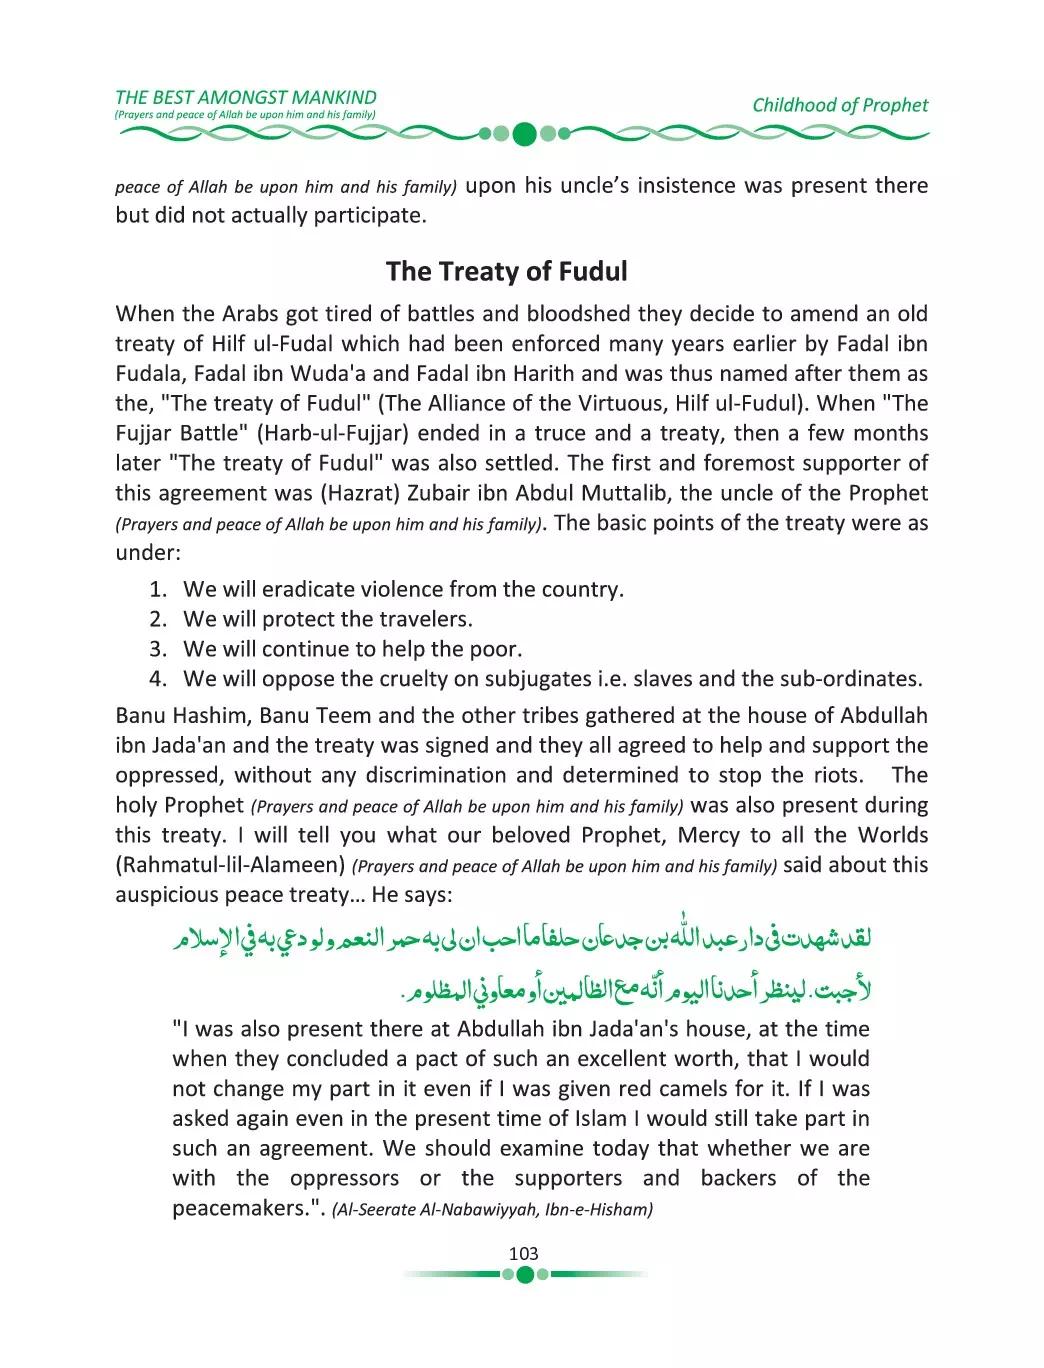 THE BEST AMONGST MANKIND
(Prayers and peace of Allah be upon him and his family)
Childhood of Prophet
peace of Allah be upon him and his family) upon his uncle’s insistence was present there
but did not actually participate.
The Treaty of Fudul
When the Arabs got tired of battles and bloodshed they decide to amend an old
treaty of Hilf ul-Fudal which had been enforced many years earlier by Fadal ibn
Fudala, Fadal ibn Wuda'a and Fadal ibn Harith and was thus named after them as
the, "The treaty of Fudul" (The Alliance of the Virtuous, Hilf ul-Fudul). When "The
Fujjar Battle" (Harb-ul-Fujjar) ended in a truce and a treaty, then a few months
later "The treaty of Fudul" was also settled. The first and foremost supporter of
this agreement was (Hazrat) Zubair ibn Abdul Muttalib, the uncle of the Prophet
(Prayers and peace of Allah be upon him and his family). The basic points of the treaty were as
under:
1. We will eradicate violence from the country.
2. We will protect the travelers.
3. We will continue to help the poor.
4. We will oppose the cruelty on subjugates i.e. slaves and the sub-ordinates.
Banu Hashim, Banu Teem and the other tribes gathered at the house of Abdullah
ibn Jada'an and the treaty was signed and they all agreed to help and support the
oppressed, without any discrimination and determined to stop the riots. The
holy Prophet (Prayers and peace of Allah be upon him and his family) was also present during
this treaty. I will tell you what our beloved Prophet, Mercy to all the Worlds
(Rahmatul-lil-Alameen) (Prayers and peace of Allah be upon him and his family) said about this
auspicious peace treaty… He says:
لقد شهدت فى دار عبد اللّٰه بن جدعان حلفا ما احب ان لى به حمر النعم ولو دعي به في الإسلام
لأجبت. لينظر أحدنا اليوم أنّه مع الظالمين أو معاوني المظلوم.
"I was also present there at Abdullah ibn Jada'an's house, at the time
when they concluded a pact of such an excellent worth, that I would
not change my part in it even if I was given red camels for it. If I was
asked again even in the present time of Islam I would still take part in
such an agreement. We should examine today that whether we are
with the oppressors or the supporters and backers of the
peacemakers.". (Al-Seerate Al-Nabawiyyah, Ibn-e-Hisham)
103